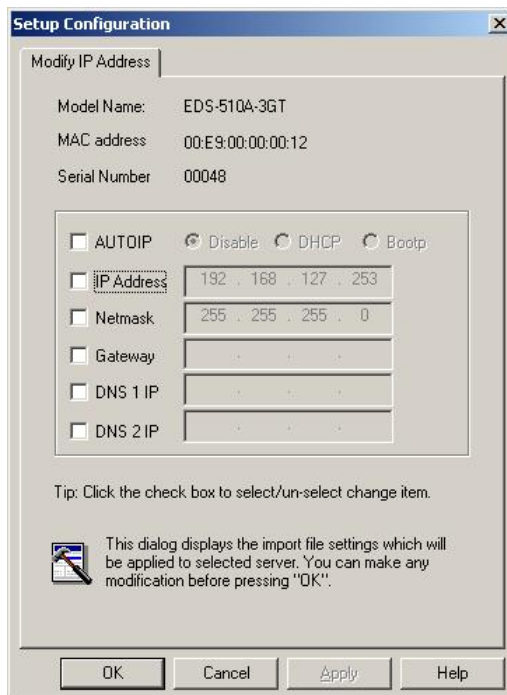 Setup Configuration
Modify IP Address
Model Name: EDS-510A-3GT
MAC address 00:E9:00:00:00:12
Serial Number 00048
AUTOIP Disable DHCP Bootp
IP Address 192 . 168 . 127 . 253
Netmask 255 . 255 . 255 . 0
Gateway . . .
DNS 1 IP . . .
DNS 2 IP . . .
Tip: Click the check box to select/un-select change item.
This dialog displays the import file settings which will
be applied to selected server. You can make any
modification before pressing "OK".
OK Cancel Apply Help